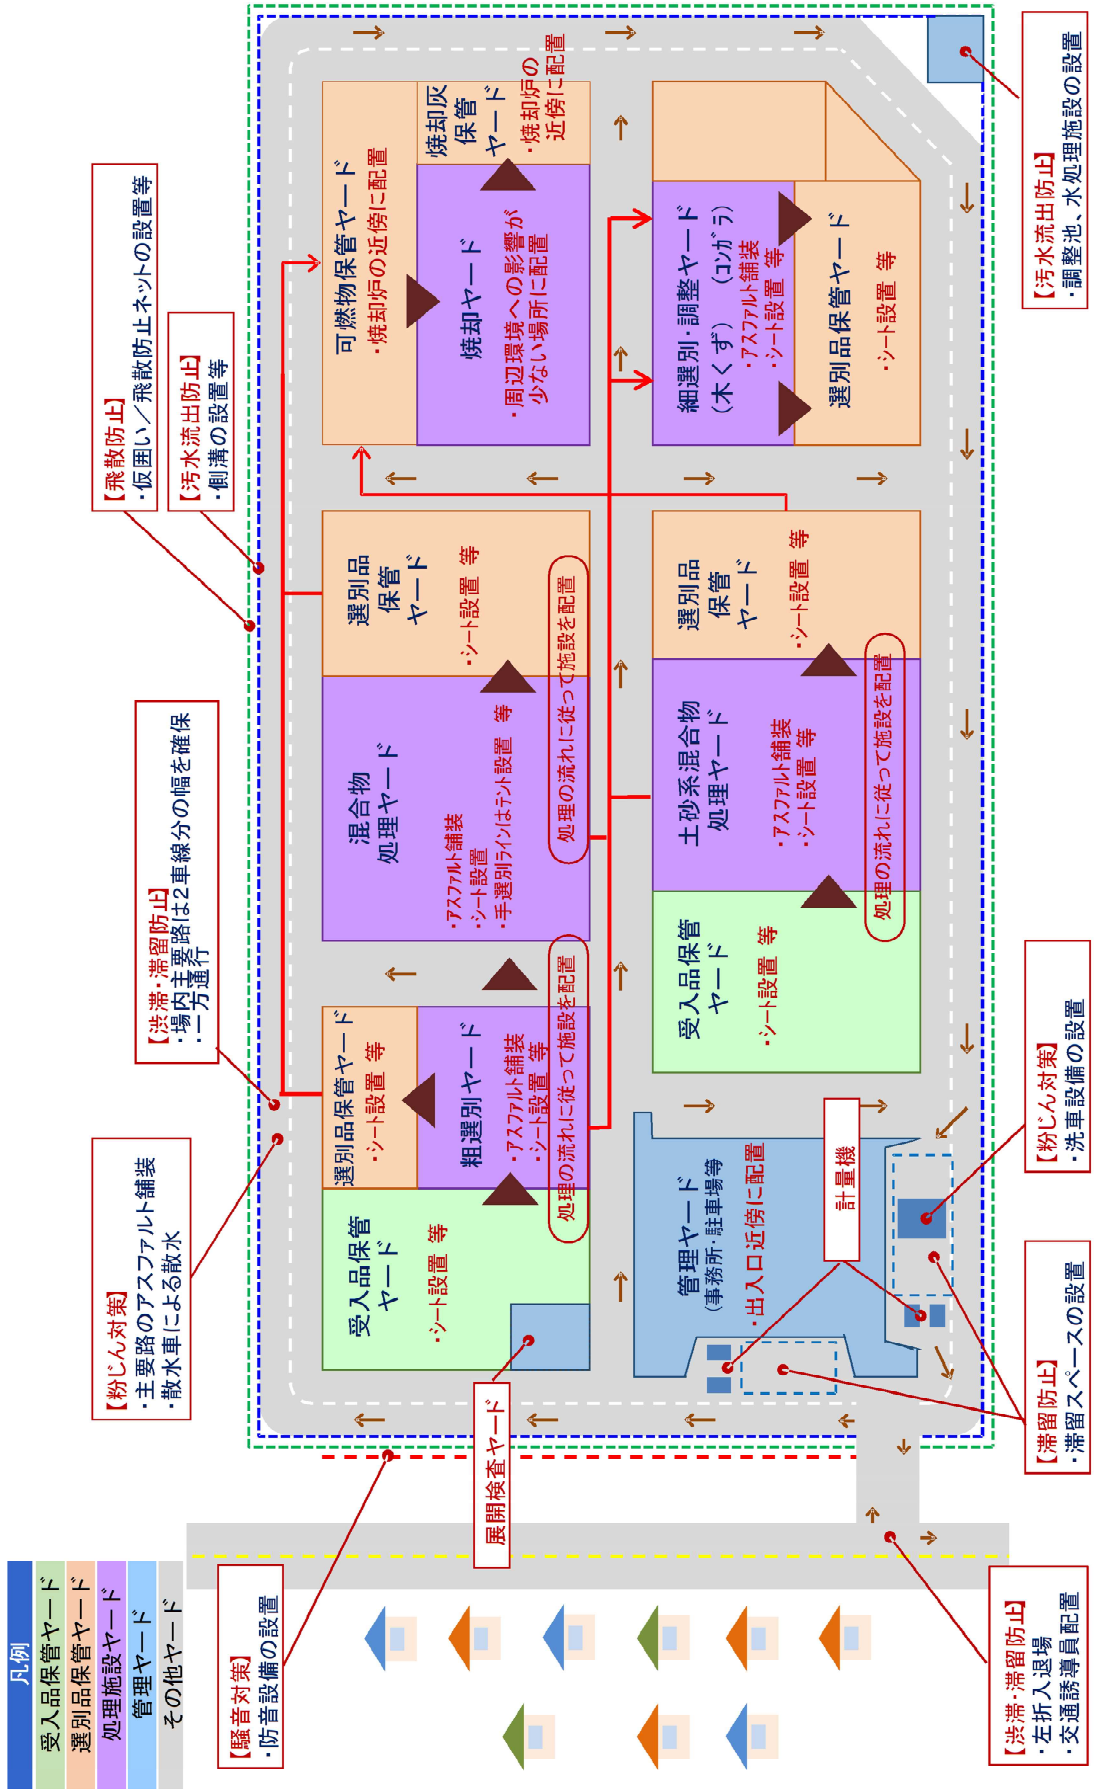 凡例
受入品保管ヤード
選別品保管ヤード
処理施設ヤード
管理ヤード
その他ヤード
【騒音対策】
・防音設備の設置
【粉じん対策】
・主要路のアスファルト舗装
・散水車による散水
【渋滞・滞留防止】
・場内主要路は2車線分の幅を確保
・一方通行
【飛散防止】
・仮囲い／飛散防止ネットの設置等
【汚水流出防止】
・側溝の設置等
受入品保管
ヤード
・シート設置 等
展開検査ヤード
選別品保管ヤード
・シート設置 等
粗選別ヤード
・アスファルト舗装
・シート設置 等
処理の流れに従って施設を配置
混合物
処理ヤード
・アスファルト舗装
・シート設置
・手選別ラインはテント設置 等
処理の流れに従って施設を配置
選別品
保管
ヤード
・シート設置 等
可燃物保管ヤード
・焼却炉の近傍に配置
焼却ヤード
・周辺環境への影響が
少ない場所に配置
焼却灰
保管
ヤード
・焼却炉の
近傍に配置
管理ヤード
(事務所・駐車場等)
・出入口近傍に配置
計量機
受入品保管
ヤード
・シート設置 等
土砂系混合物
処理ヤード
・アスファルト舗装
・シート設置 等
処理の流れに従って施設を配置
選別品
保管
ヤード
・シート設置 等
細選別・調整ヤード
(木くず) (コンガラ)
・アスファルト舗装
・シート設置 等
選別品保管ヤード
・シート設置 等
【渋滞・滞留防止】
・左折入退場
・交通誘導員配置
【滞留防止】
・滞留スペースの設置
【粉じん対策】
・洗車設備の設置
【汚水流出防止】
・調整池、水処理施設の設置